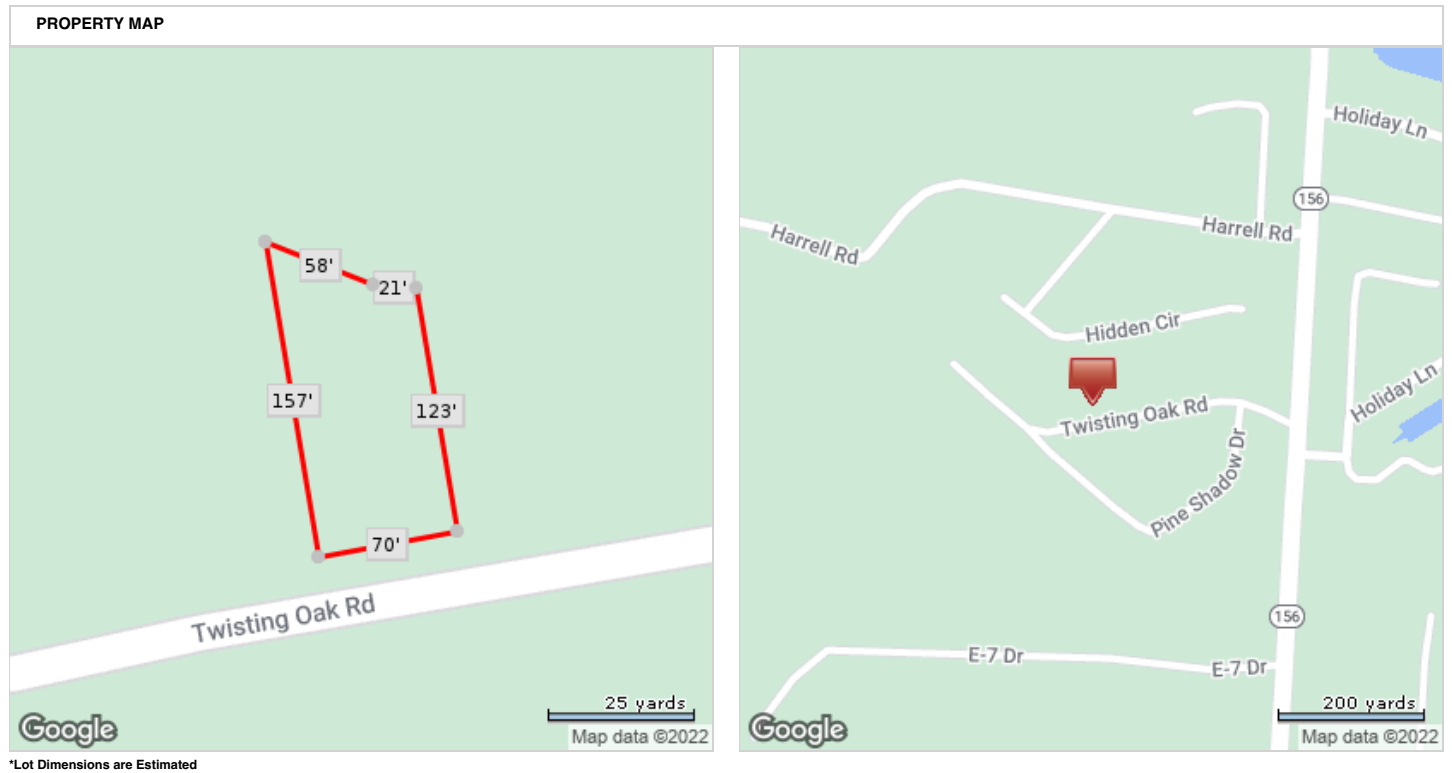 PROPERTY MAP
58'
21'
157'
123'
70'
Twisting Oak Rd
25 yards
Google
Map data ©2022
Holiday Ln
156
Harrell Rd
Harrell Rd
Hidden Cir
Holiday Ln
Twisting Oak Rd
Pine Shadow Dr
156
E-7 Dr
E-7 Dr
200 yards
Google
Map data ©2022
*Lot Dimensions are Estimated